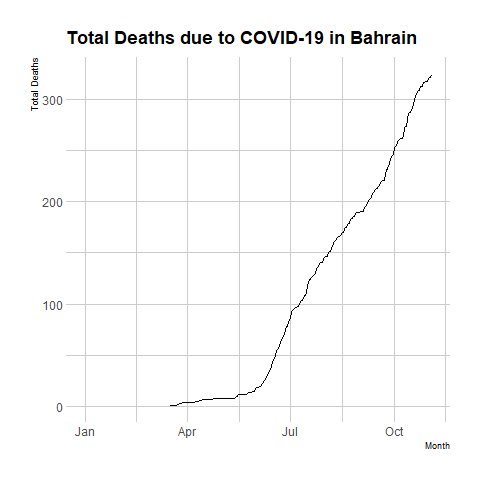 Total Deaths due to COVID-19 in Bahrain
Total Deaths
300
200
100
0
Jan Apr Jul Oct
Month